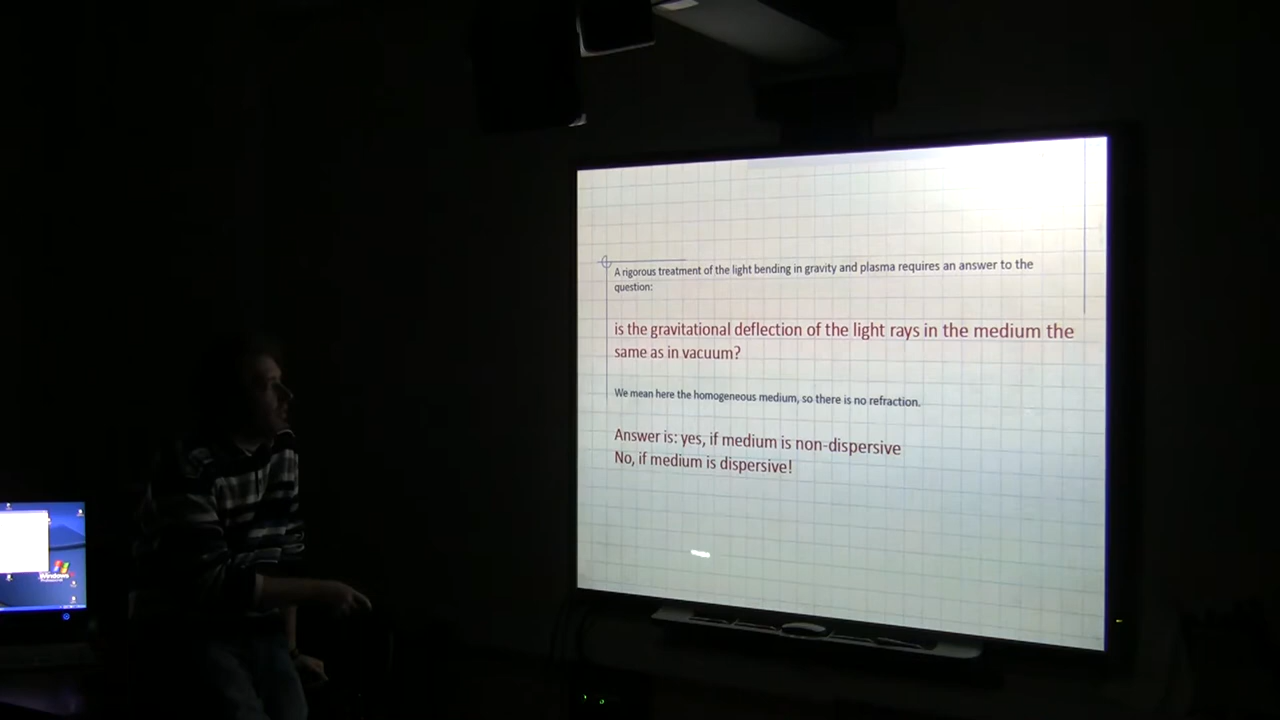 A rigorous treatment of the light bending in gravity and plasma requires an answer to the
question:
is the gravitational deflection of the light rays in the medium the
same as in vacuum?
We mean here the homogeneous medium, so there is no refraction.
Answer is: yes, if medium is non-dispersive
No, if medium is dispersive!
Windows